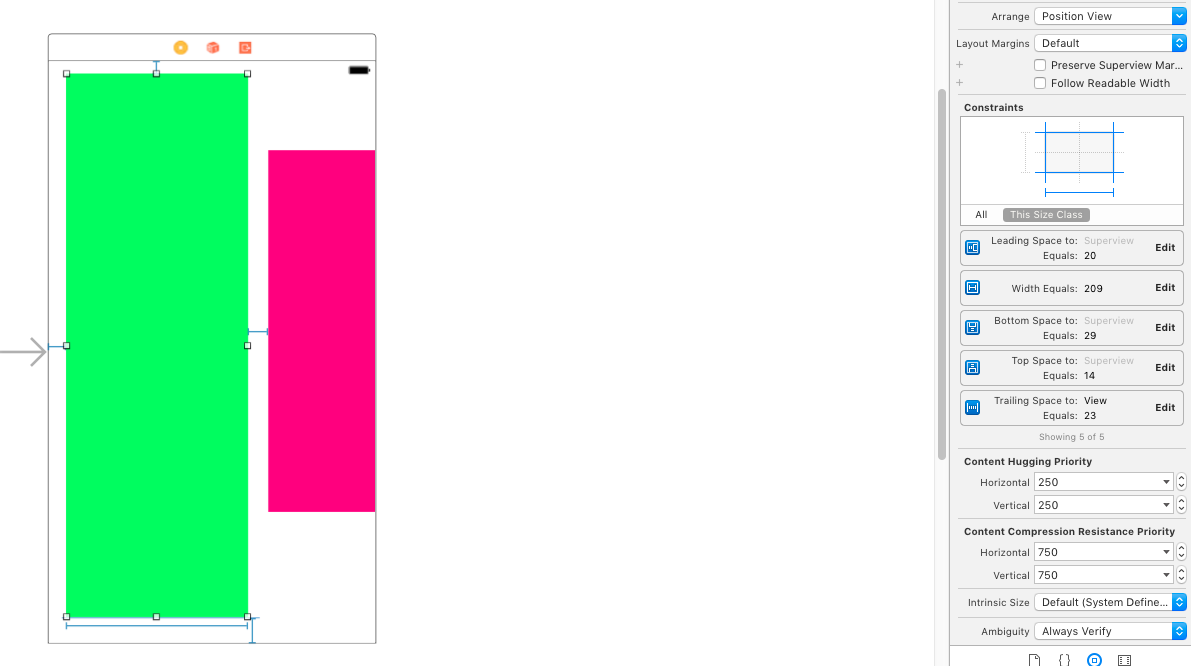 Arrange Position View
Layout Margins Default
Preserve Superview Mar...
Follow Readable Width
Constraints
All This Size Class
Leading Space to: Superview
Equals: 20
Edit
Width Equals: 209
Edit
Bottom Space to: Superview
Equals: 29
Edit
Top Space to: Superview
Equals: 14
Edit
Trailing Space to: View
Equals: 23
Edit
Showing 5 of 5
Content Hugging Priority
Horizontal 250
Vertical 250
Content Compression Resistance Priority
Horizontal 750
Vertical 750
Intrinsic Size Default (System Define...
Ambiguity Always Verify